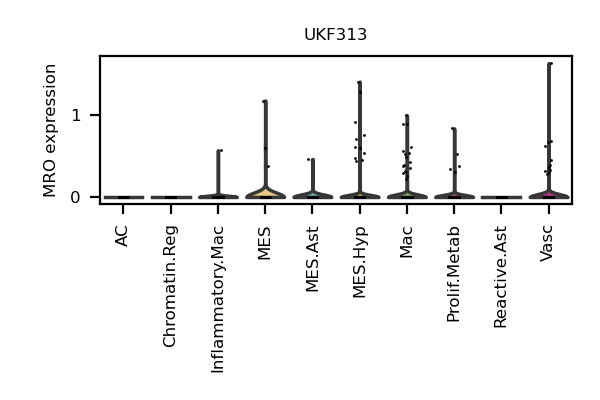 UKF313
MRO expression
1
0
AC
Chromatin.Reg
Inflammatory.Mac
MES
MES.Ast
MES.Hyp
Mac
Prolif.Metab
Reactive.Ast
Vasc